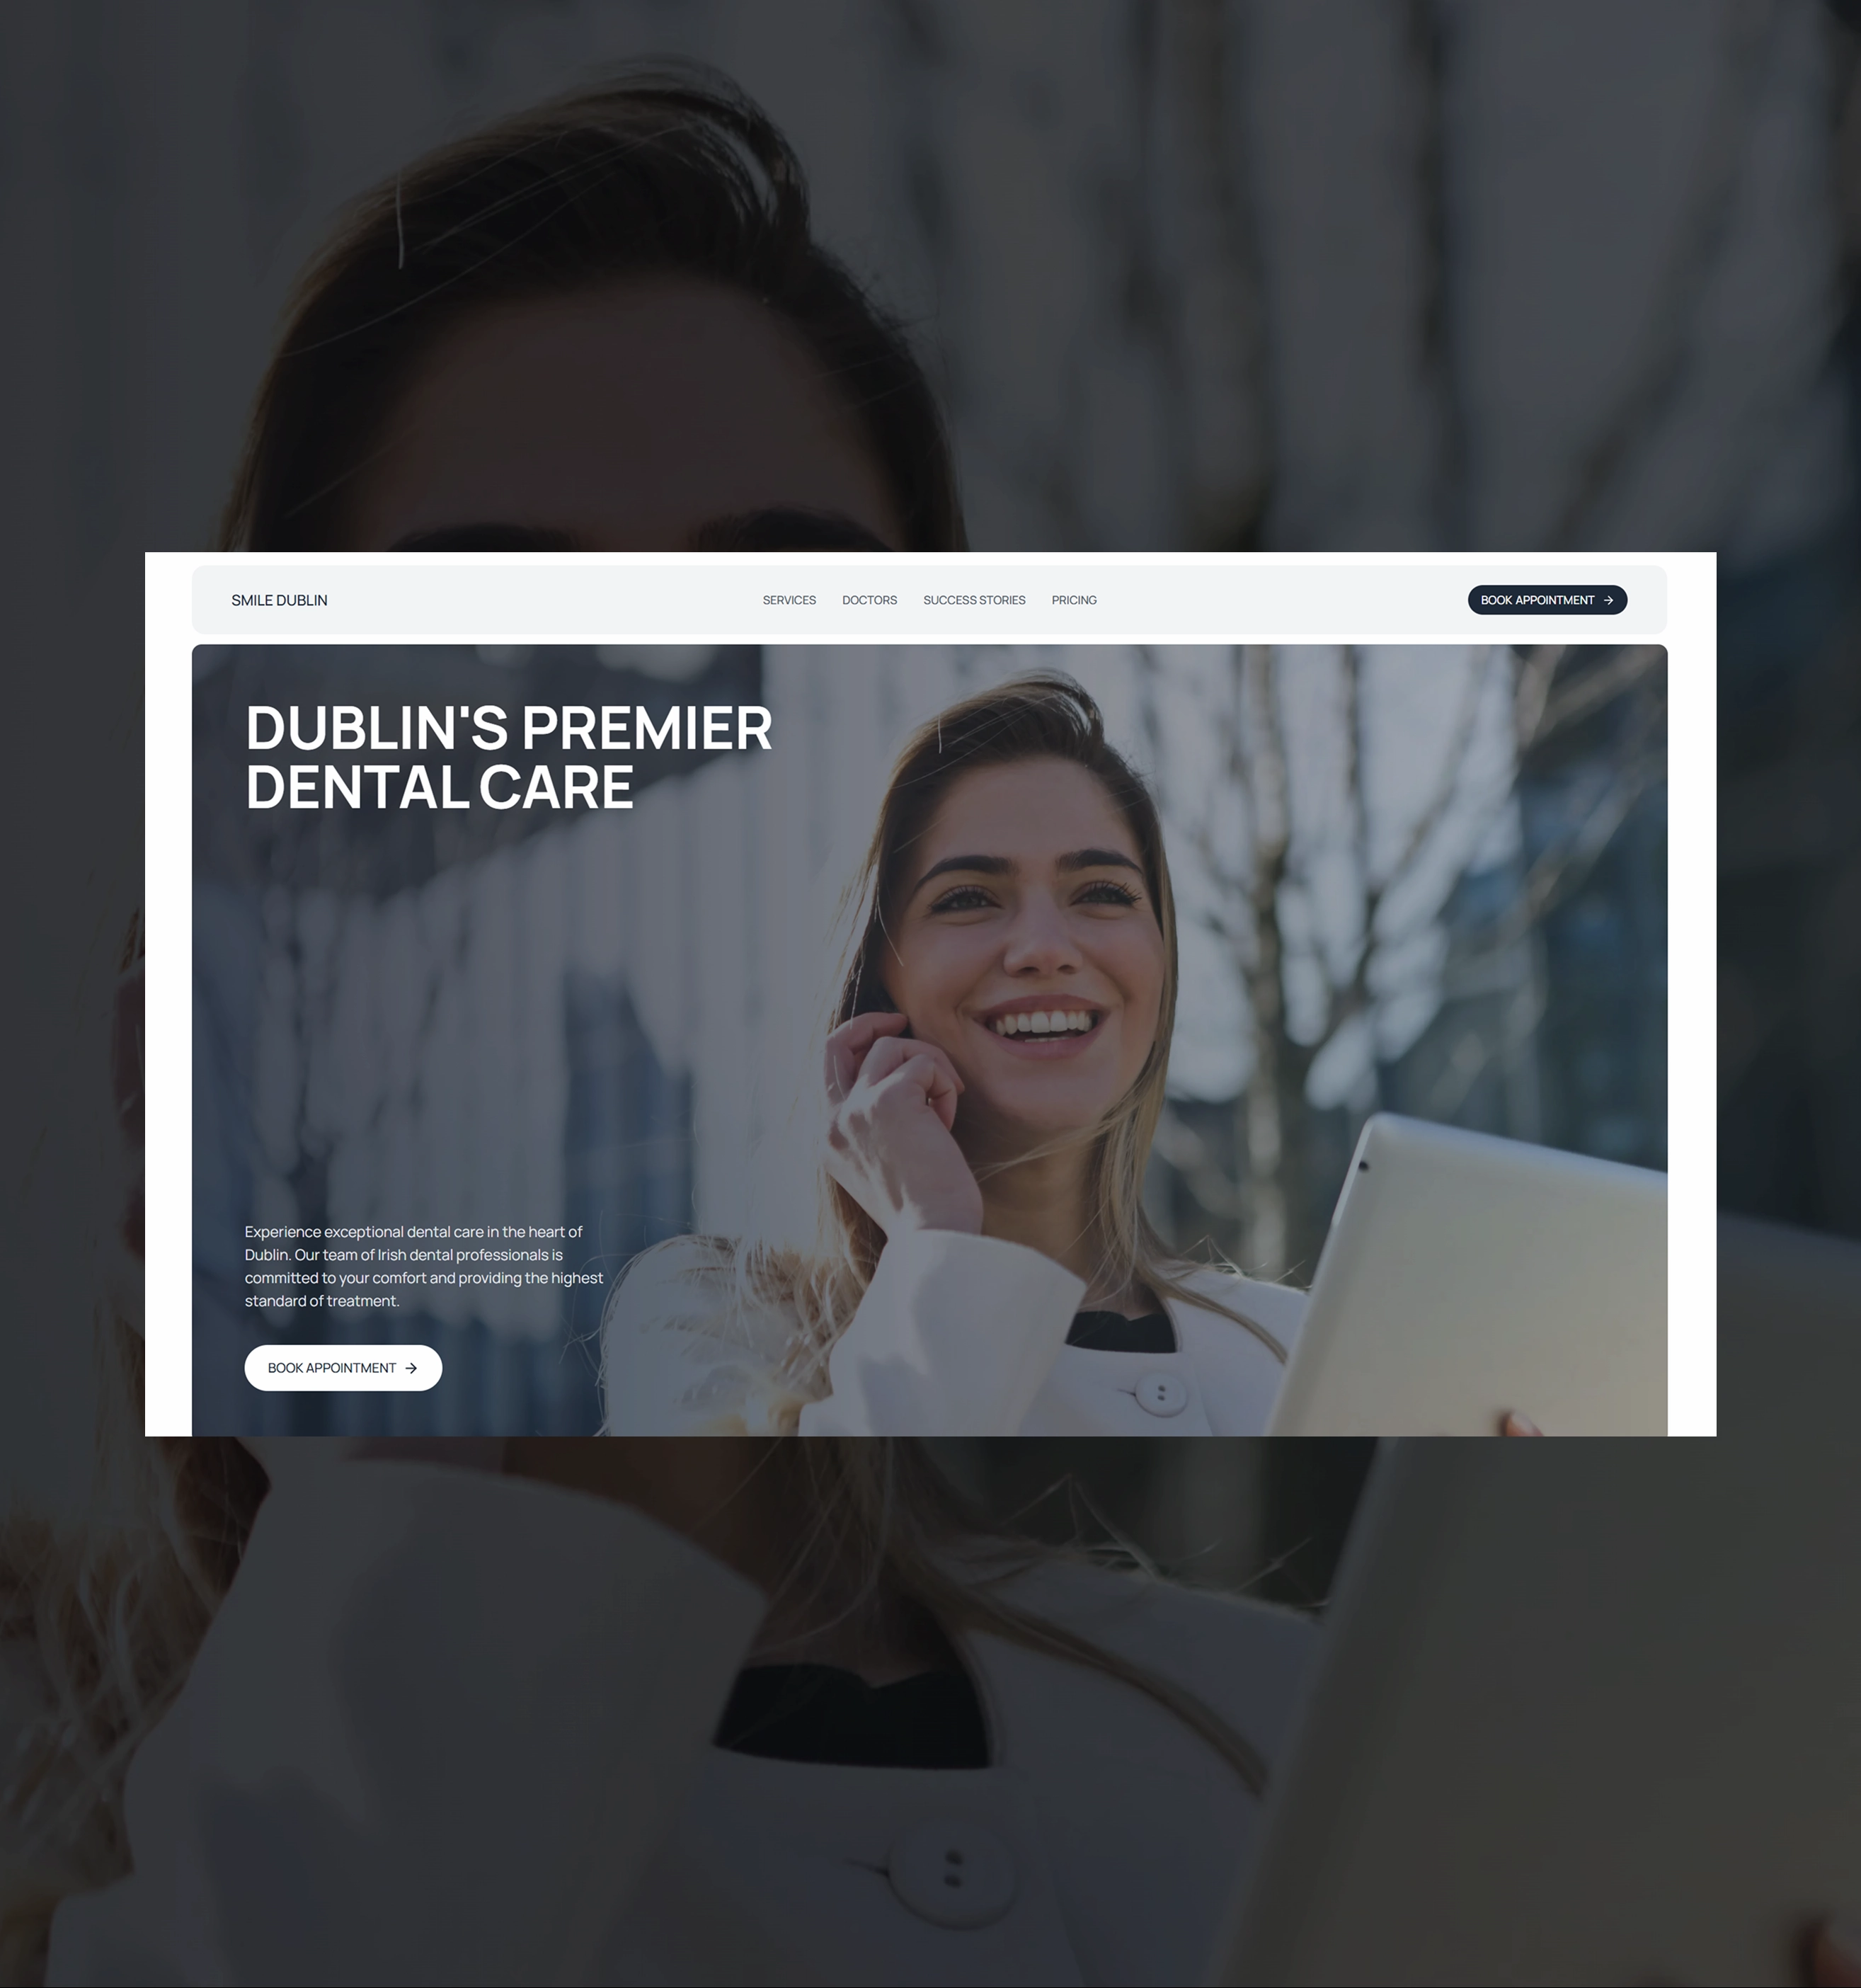 SMILE DUBLIN
SERVICES
DOCTORS
SUCCESS STORIES
PRICING
BOOK APPOINTMENT →
DUBLIN'S PREMIER
DENTAL CARE
Experience exceptional dental care in the heart of
Dublin. Our team of Irish dental professionals is
committed to your comfort and providing the highest
standard of treatment.
BOOK APPOINTMENT →